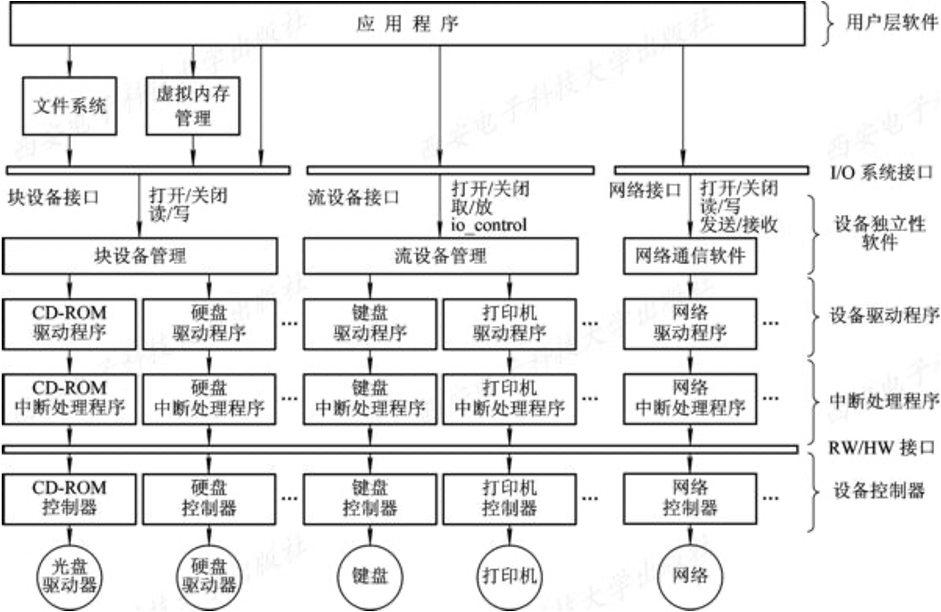 应用程序
用户层软件
文件系统
虚拟内存
管理
I/O 系统接口
块设备接口
打开/关闭
读/写
流设备接口
打开/关闭
取/放
io_control
网络接口
打开/关闭
读/写
发送/接收
设备独立性
软件
块设备管理
流设备管理
网络通信软件
CD-ROM
驱动程序
硬盘
驱动程序
...
键盘
驱动程序
打印机
驱动程序
...
网络
驱动程序
...
设备驱动程序
CD-ROM
中断处理程序
硬盘
中断处理程序
...
键盘
中断处理程序
打印机
中断处理程序
...
网络
中断处理程序
...
中断处理程序
RW/HW 接口
CD-ROM
控制器
硬盘
控制器
...
键盘
控制器
打印机
控制器
...
网络
控制器
...
设备控制器
光盘
驱动器
硬盘
驱动器
键盘
打印机
网络
西安电子科技大学出版社